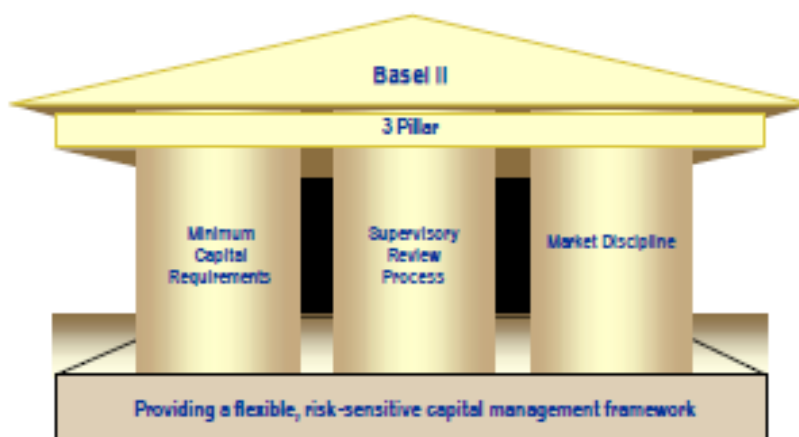 Basel II
3 Pillar
Minimum
Capital
Requirements
Supervisory
Review
Process
Market Discipline
Providing a flexible, risk-sensitive capital management framework